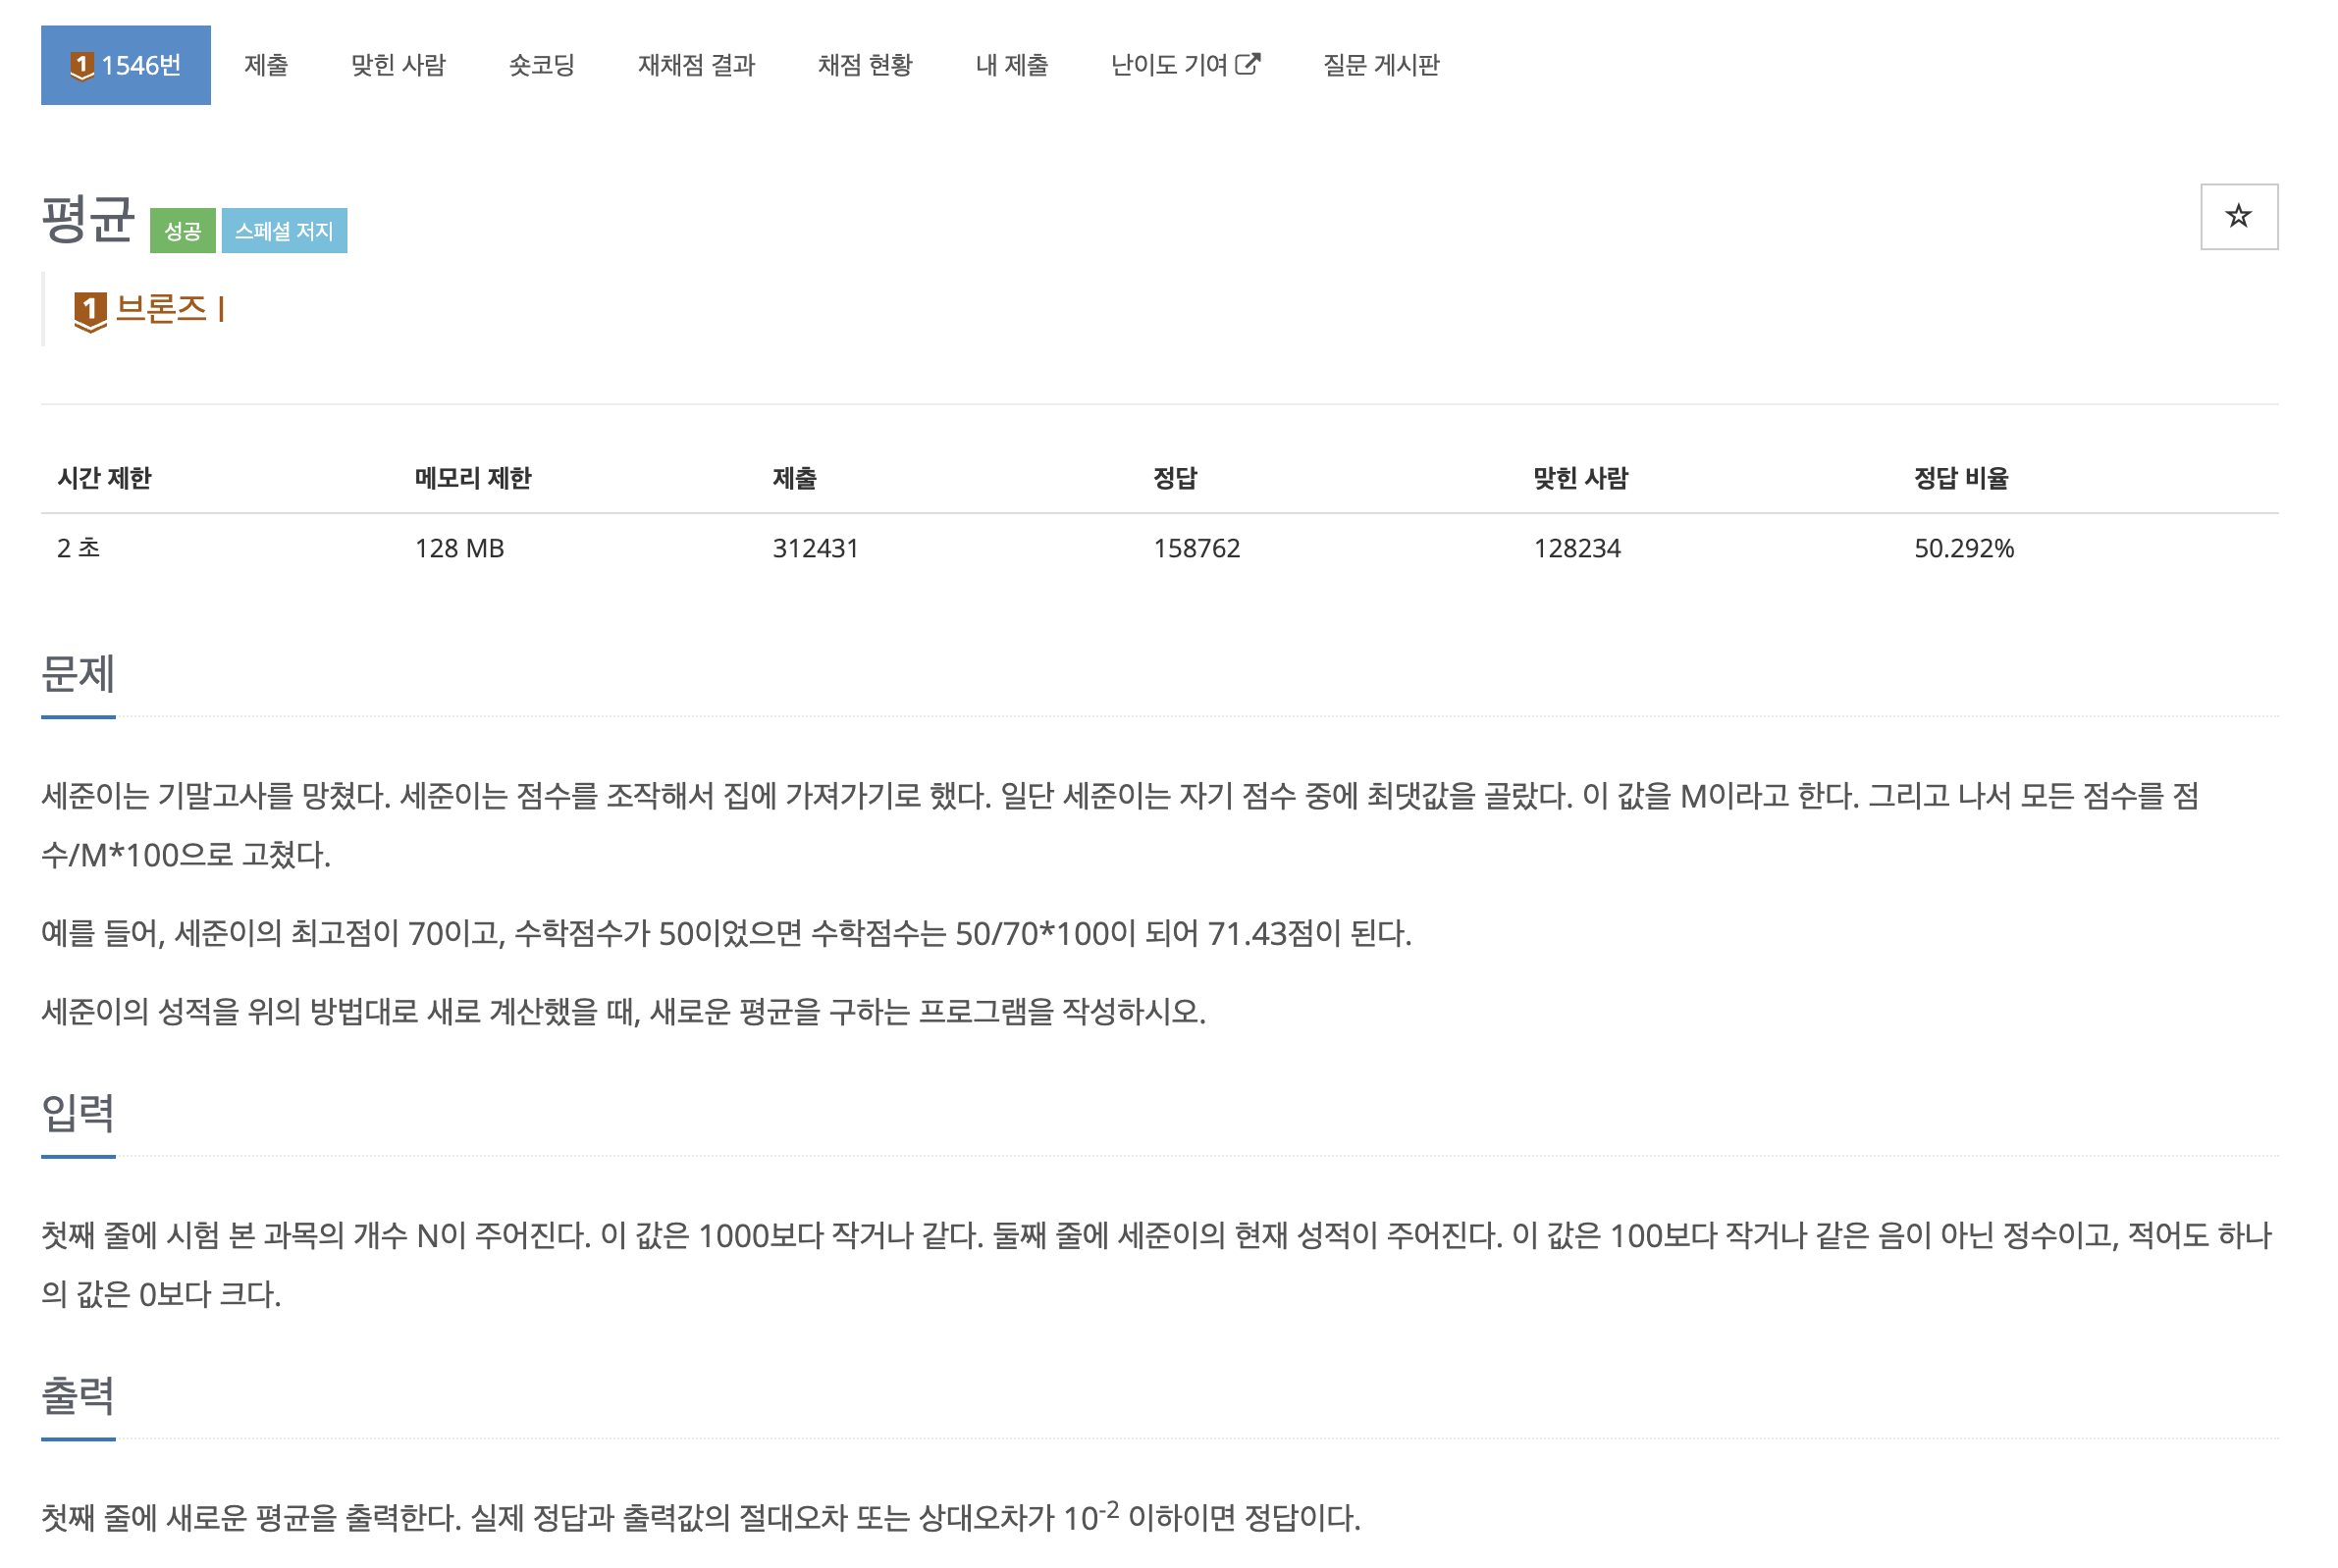 1 1546번 제출 맞힌 사람 숏코딩 재채점 결과 채점 현황 내 제출 난이도 기여 질문 게시판
평균 성공 스페셜 저지
1 브론즈 I
시간 제한 메모리 제한 제출 정답 맞힌 사람 정답 비율
2 초 128 MB 312431 158762 128234 50.292%
문제
세준이는 기말고사를 망쳤다. 세준이는 점수를 조작해서 집에 가져가기로 했다. 일단 세준이는 자기 점수 중에 최댓값을 골랐다. 이 값을 M이라고 한다. 그리고 나서 모든 점수를 점
수/M*100으로 고쳤다.
예를 들어, 세준이의 최고점이 70이고, 수학점수가 50이었으면 수학점수는 50/70*100이 되어 71.43점이 된다.
세준이의 성적을 위의 방법대로 새로 계산했을 때, 새로운 평균을 구하는 프로그램을 작성하시오.
입력
첫째 줄에 시험 본 과목의 개수 N이 주어진다. 이 값은 1000보다 작거나 같다. 둘째 줄에 세준이의 현재 성적이 주어진다. 이 값은 100보다 작거나 같은 음이 아닌 정수이고, 적어도 하나
의 값은 0보다 크다.
출력
첫째 줄에 새로운 평균을 출력한다. 실제 정답과 출력값의 절대오차 또는 상대오차가 10⁻² 이하이면 정답이다.